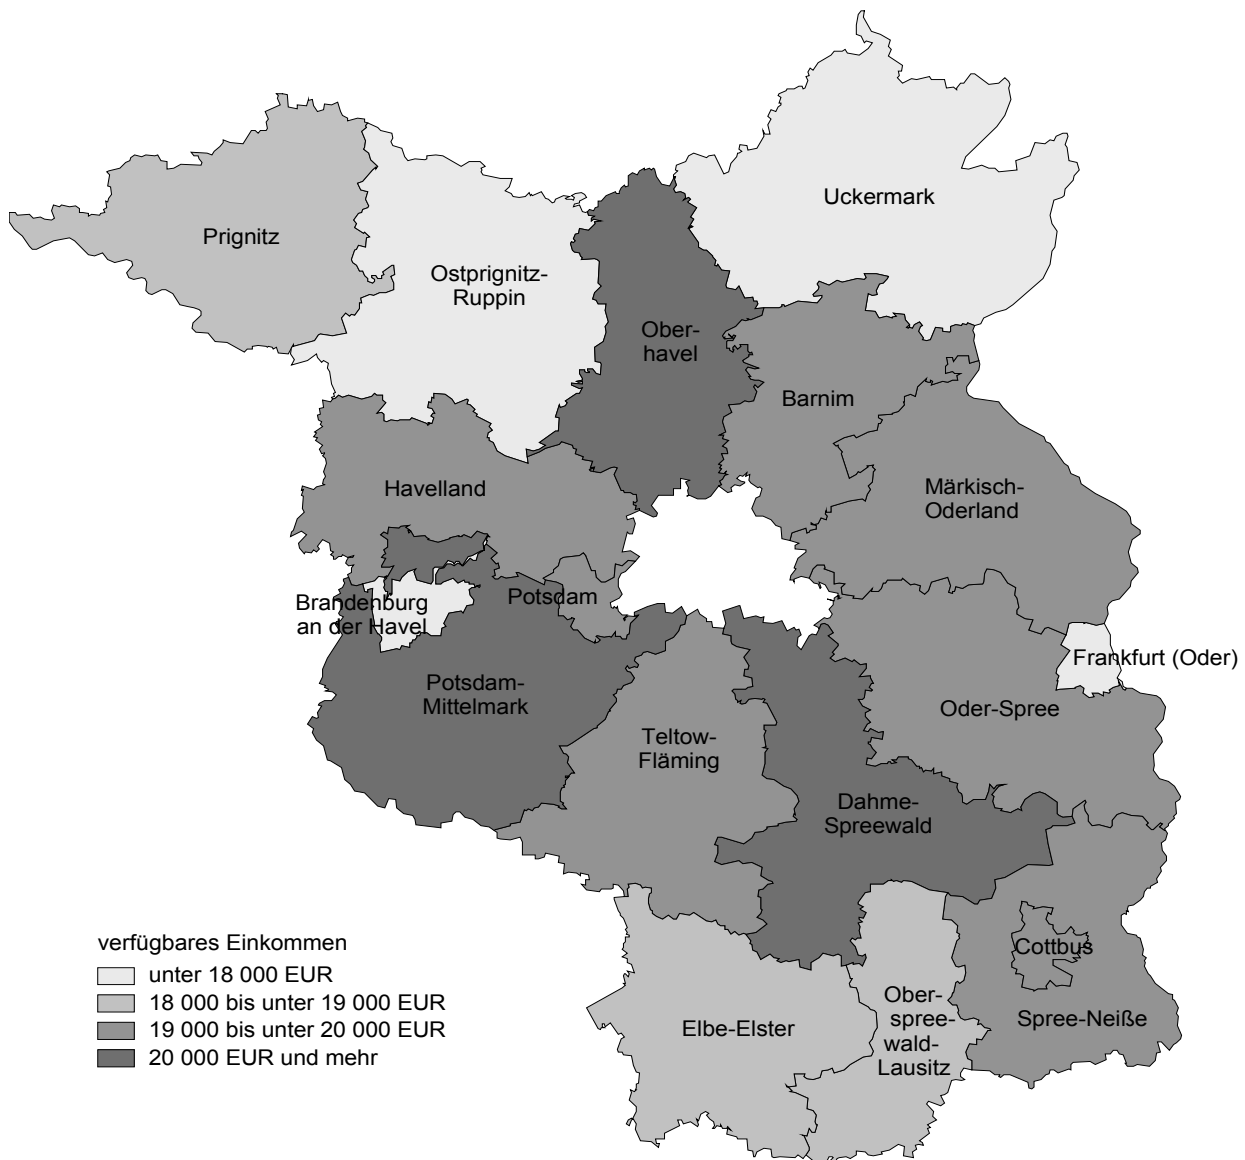 Uckermark
Prignitz
Ostprignitz-
Ruppin
Ober-
havel
Barnim
Havelland
Märkisch-
Oderland
Potsdam
Brandenburg
an der Havel
Frankfurt (Oder)
Potsdam-
Mittelmark
Oder-Spree
Teltow-
Fläming
Dahme-
Spreewald
verfügbares Einkommen
unter 18 000 EUR
18 000 bis unter 19 000 EUR
19 000 bis unter 20 000 EUR
20 000 EUR und mehr
Cottbus
Ober-
spree-
wald-
Lausitz
Spree-Neiße
Elbe-Elster